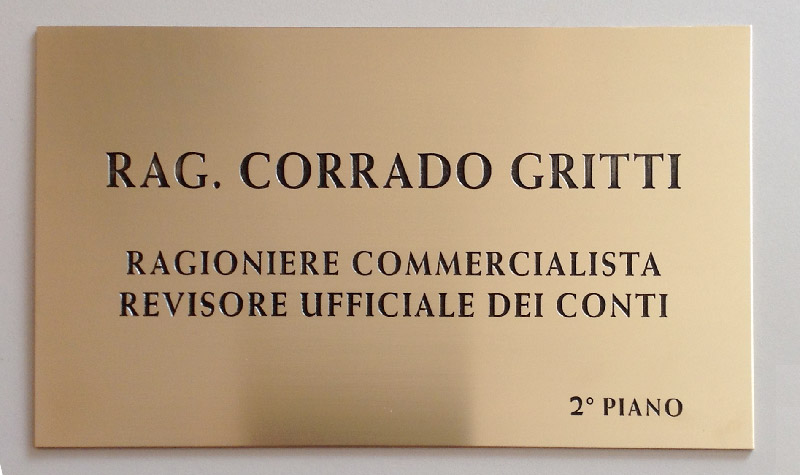 RAG. CORRADO GRITTI
RAGIONIERE COMMERCIALISTA
REVISORE UFFICIALE DEI CONTI
2° PIANO